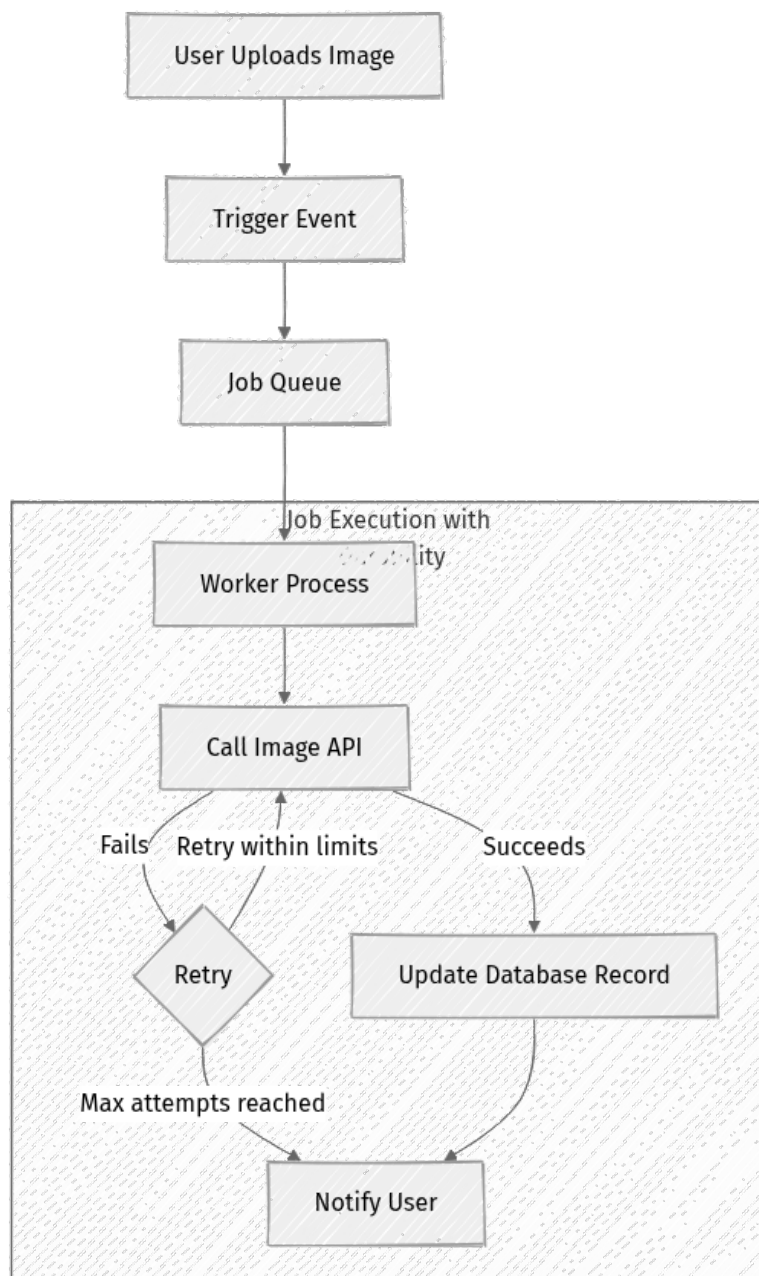 User Uploads Image
Trigger Event
Job Queue
Job Execution with
Worker Process
Call Image API
Fails
Retry within limits
Succeeds
Retry
Update Database Record
Max attempts reached
Notify User